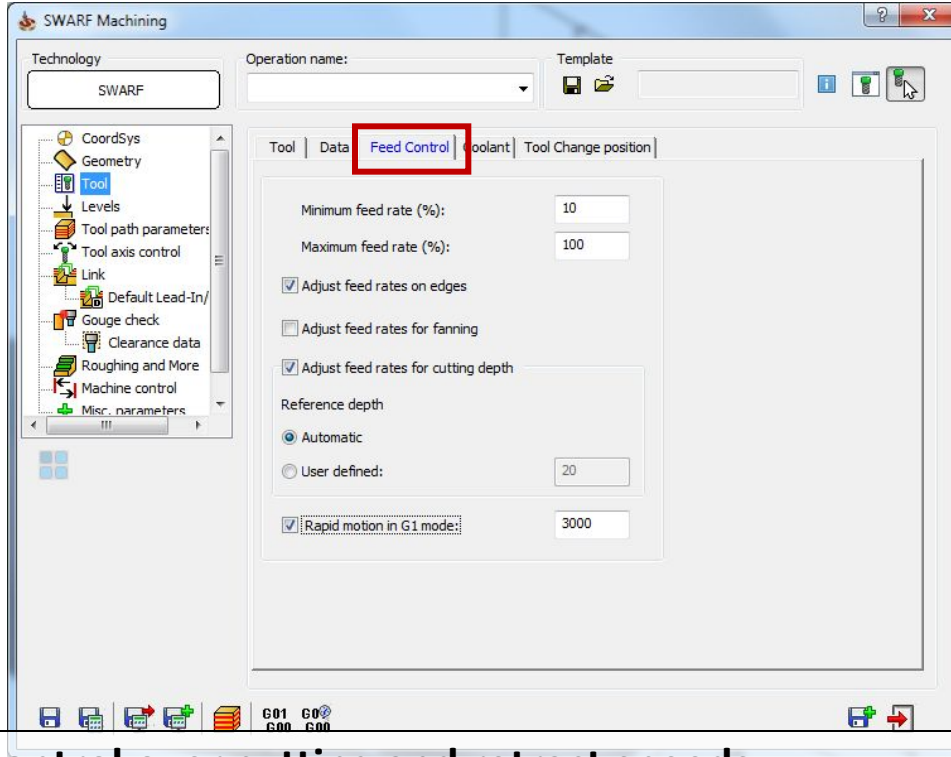 SWARF Machining
Technology
Operation name:
Template
SWARF
CoordSys
Geometry
Tool
Levels
Tool path parameters
Tool axis control
Link
Default Lead-In/
Gouge check
Clearance data
Roughing and More
Machine control
Misc. parameters
Tool Data Feed Control Coolant Tool Change position
Minimum feed rate (%): 10
Maximum feed rate (%): 100
Adjust feed rates on edges
Adjust feed rates for fanning
Adjust feed rates for cutting depth
Reference depth
Automatic
User defined: 20
Rapid motion in G1 mode: 3000
G01 G0
G00 G00